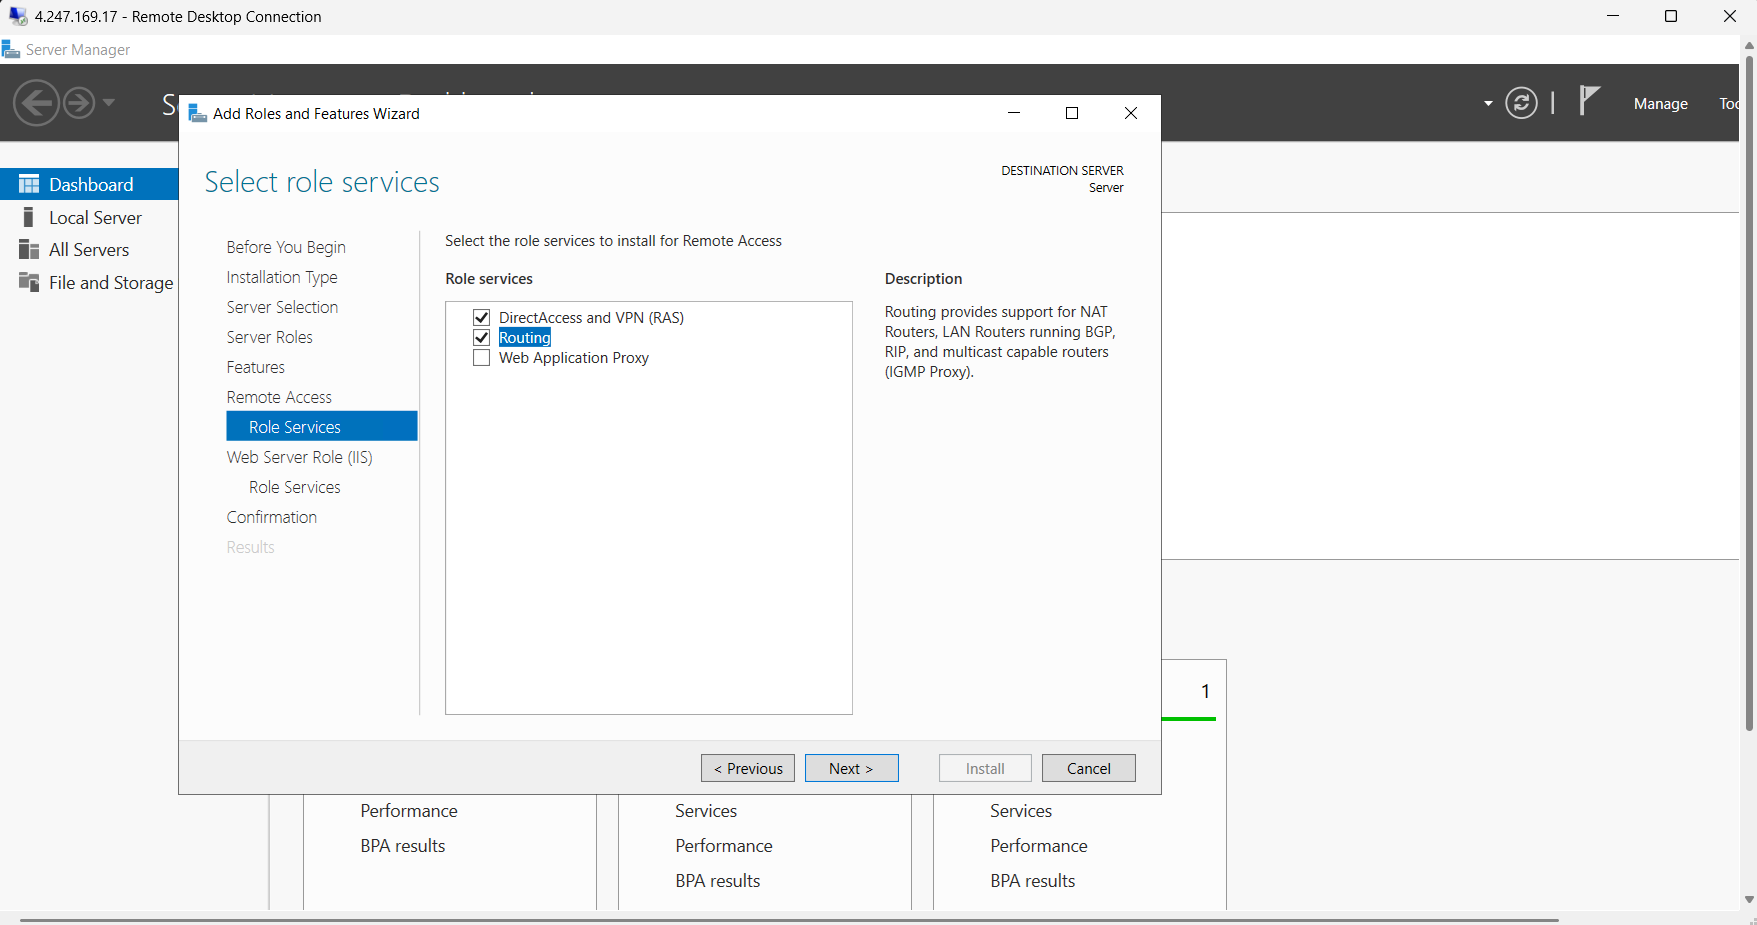 4.247.169.17 - Remote Desktop Connection
Server Manager
Manage
Dashboard
Local Server
All Servers
File and Storage
Add Roles and Features Wizard
Select role services
DESTINATION SERVER
Server
Before You Begin
Installation Type
Server Selection
Server Roles
Features
Remote Access
Role Services
Web Server Role (IIS)
Role Services
Confirmation
Results
Select the role services to install for Remote Access
Role services
DirectAccess and VPN (RAS)
Routing
Web Application Proxy
Description
Routing provides support for NAT
Routers, LAN Routers running BGP,
RIP, and multicast capable routers
(IGMP Proxy).
< Previous
Next >
Install
Cancel
1
Performance
BPA results
Services
Performance
BPA results
Services
Performance
BPA results